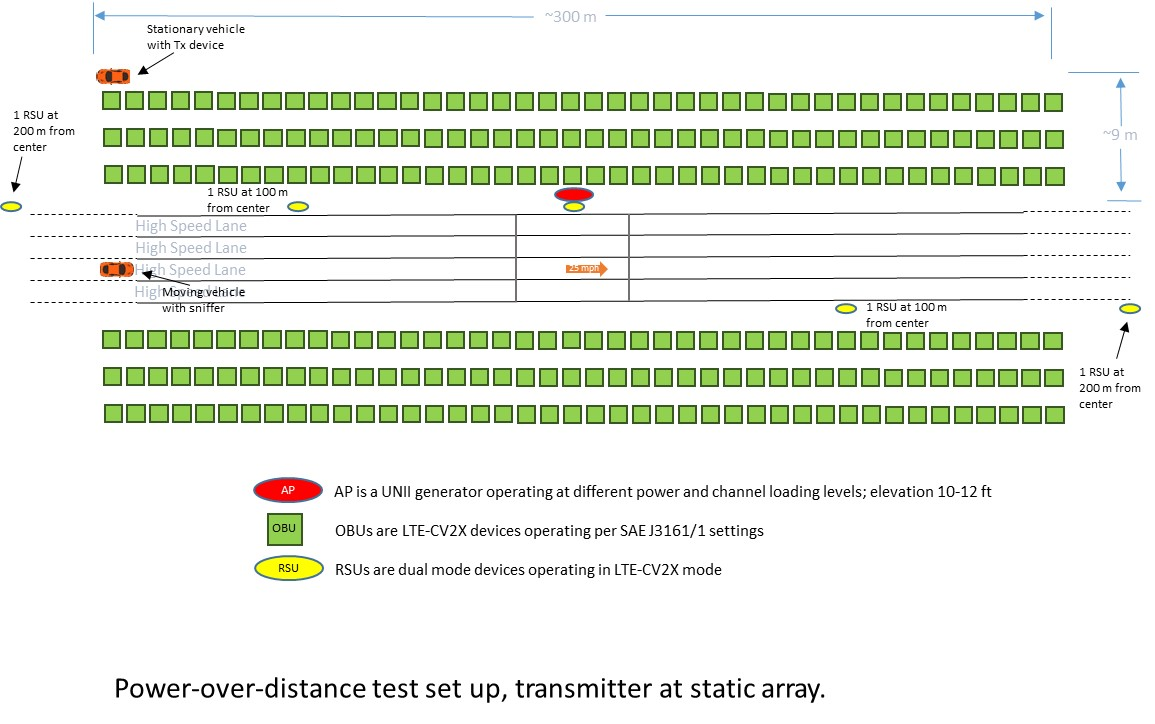 ~300 m
Stationary vehicle
with Tx device
1 RSU at
200 m from
center
~9 m
1 RSU at 100 m
from center
High Speed Lane
High Speed Lane
High Speed Lane
25 mph
High Speed Lane
Moving vehicle
with sniffer
1 RSU at 100 m
from center
1 RSU at
200 m from
center
AP
AP is a UNII generator operating at different power and channel loading levels; elevation 10-12 ft
OBU
OBUs are LTE-CV2X devices operating per SAE J3161/1 settings
RSU
RSUs are dual mode devices operating in LTE-CV2X mode
Power-over-distance test set up, transmitter at static array.